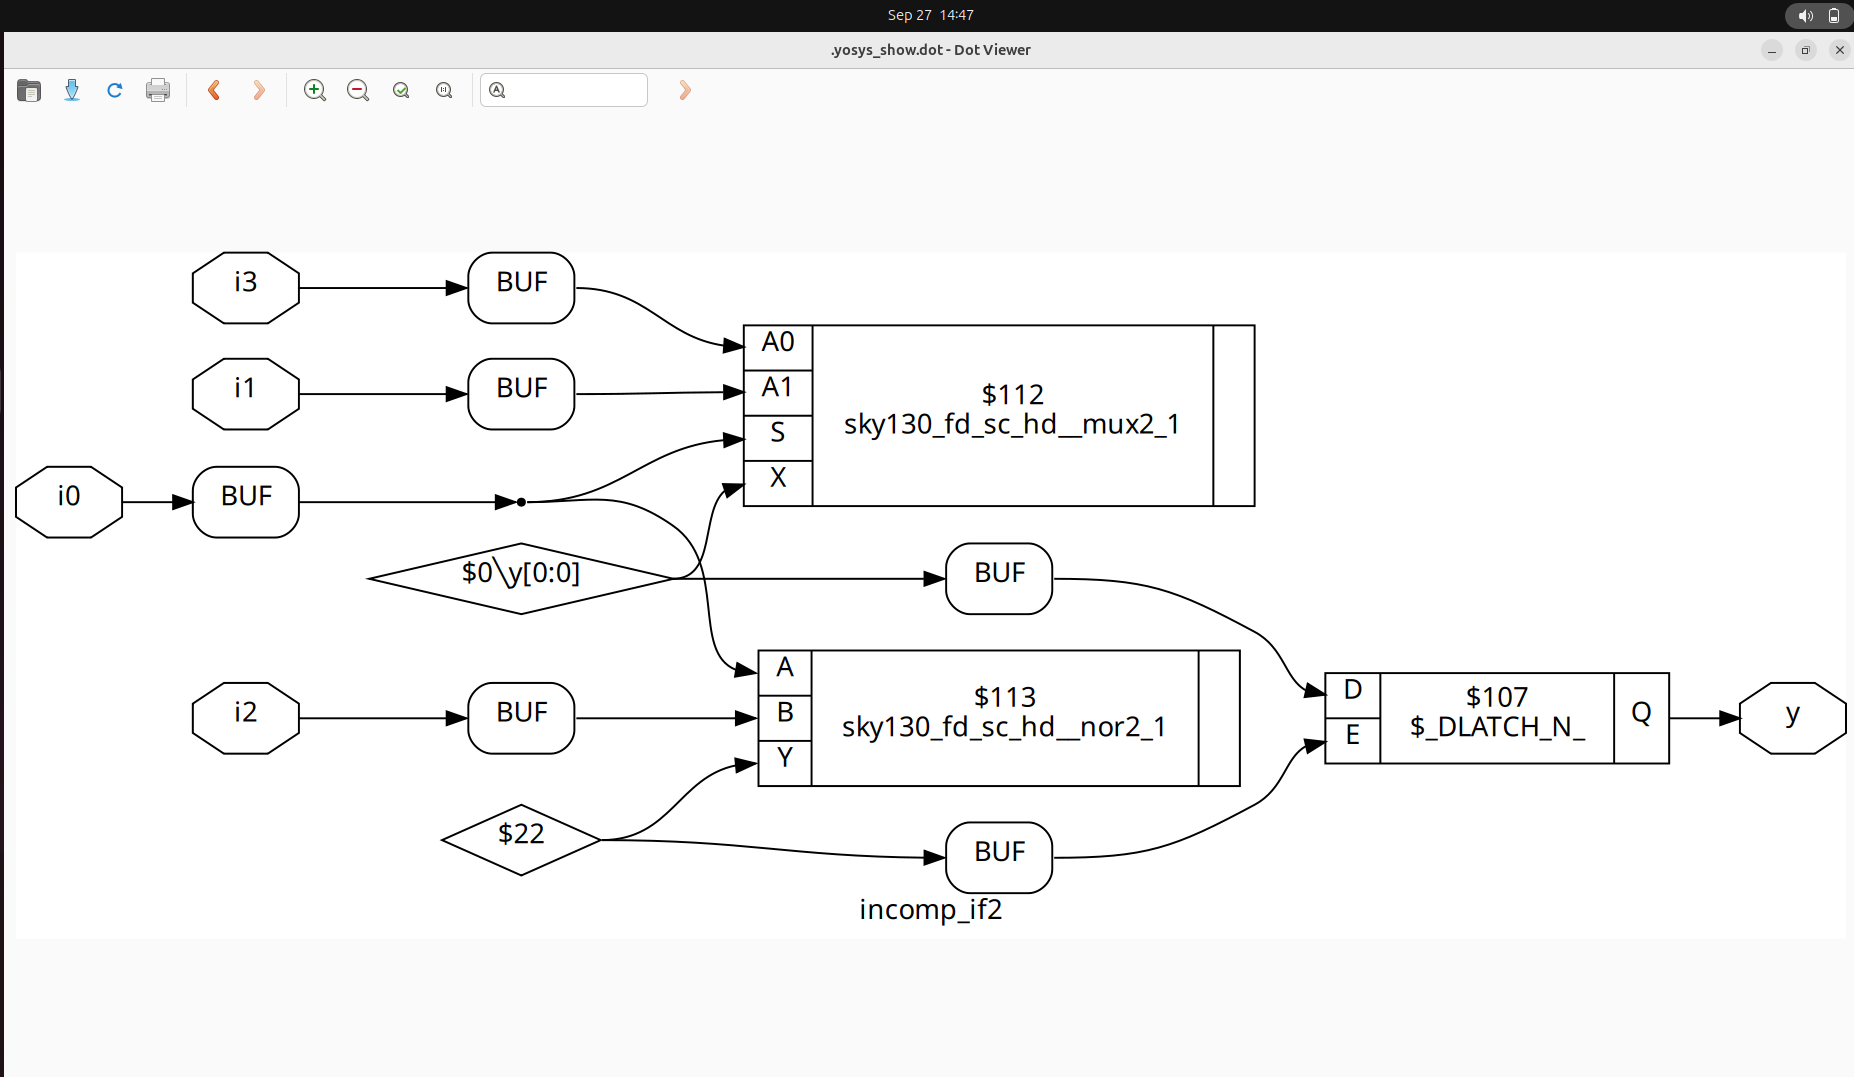 Sep 27 14:47
.yosys_show.dot - Dot Viewer
i3
BUF
A0
i1
BUF
A1
$112
sky130_fd_sc_hd__mux2_1
S
X
i0
BUF
$0\y[0:0]
BUF
A
$113
sky130_fd_sc_hd__nor2_1
i2
BUF
B
Y
D
$107
$_DLATCH_N_
E
Q
y
$22
BUF
incomp_if2